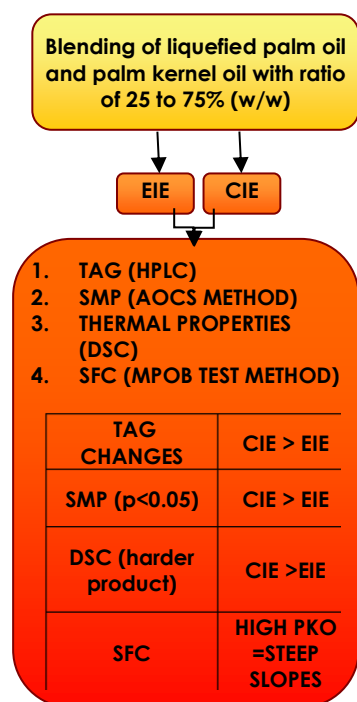 Blending of liquefied palm oil
and palm kernel oil with ratio
of 25 to 75% (w/w)
EIE
CIE
1. TAG (HPLC)
2. SMP (AOCS METHOD)
3. THERMAL PROPERTIES
(DSC)
4. SFC (MPOB TEST METHOD)
TAG
CHANGES
CIE > EIE
SMP (p<0.05)
CIE > EIE
DSC (harder
product)
CIE >EIE
SFC
HIGH PKO
=STEEP
SLOPES